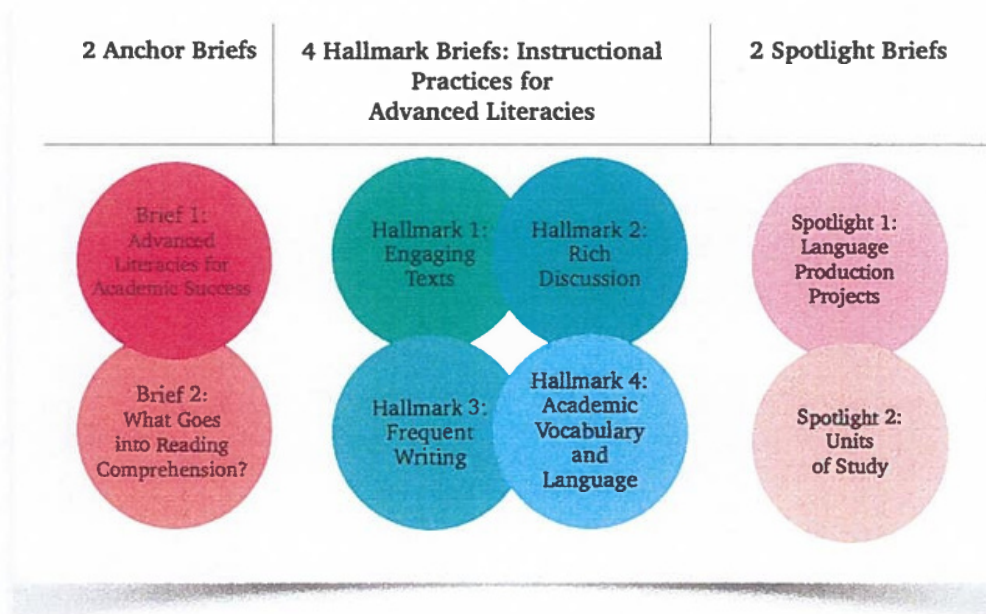 2 Anchor Briefs
4 Hallmark Briefs: Instructional
Practices for
Advanced Literacies
2 Spotlight Briefs
Brief 1:
Advanced
Literacies for
Academic Success
Brief 2:
What Goes
into Reading
Comprehension?
Hallmark 1:
Engaging
Texts
Hallmark 2:
Rich
Discussion
Hallmark 3:
Frequent
Writing
Hallmark 4:
Academic
Vocabulary
and
Language
Spotlight 1:
Language
Production
Projects
Spotlight 2:
Units
of Study